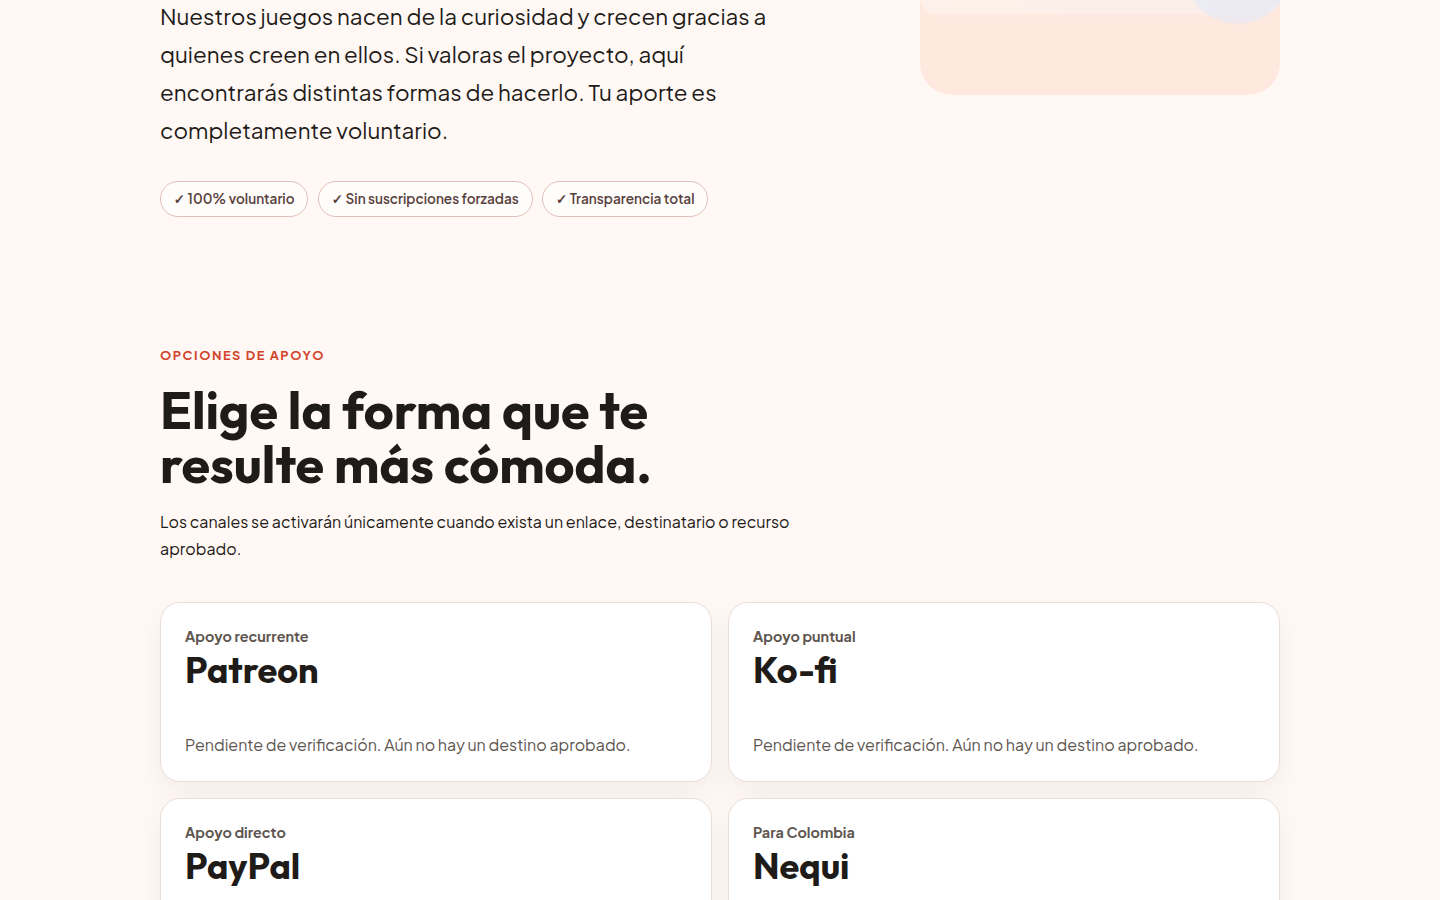 Nuestros juegos nacen de la curiosidad y crecen gracias a
quienes creen en ellos. Si valoras el proyecto, aquí
encontrarás distintas formas de hacerlo. Tu aporte es
completamente voluntario.
✓ 100% voluntario
✓ Sin suscripciones forzadas
✓ Transparencia total
OPCIONES DE APOYO
Elige la forma que te
resulte más cómoda.
Los canales se activarán únicamente cuando exista un enlace, destinatario o recurso
aprobado.
Apoyo recurrente
Patreon
Pendiente de verificación. Aún no hay un destino aprobado.
Apoyo puntual
Ko-fi
Pendiente de verificación. Aún no hay un destino aprobado.
Apoyo directo
PayPal
Para Colombia
Nequi